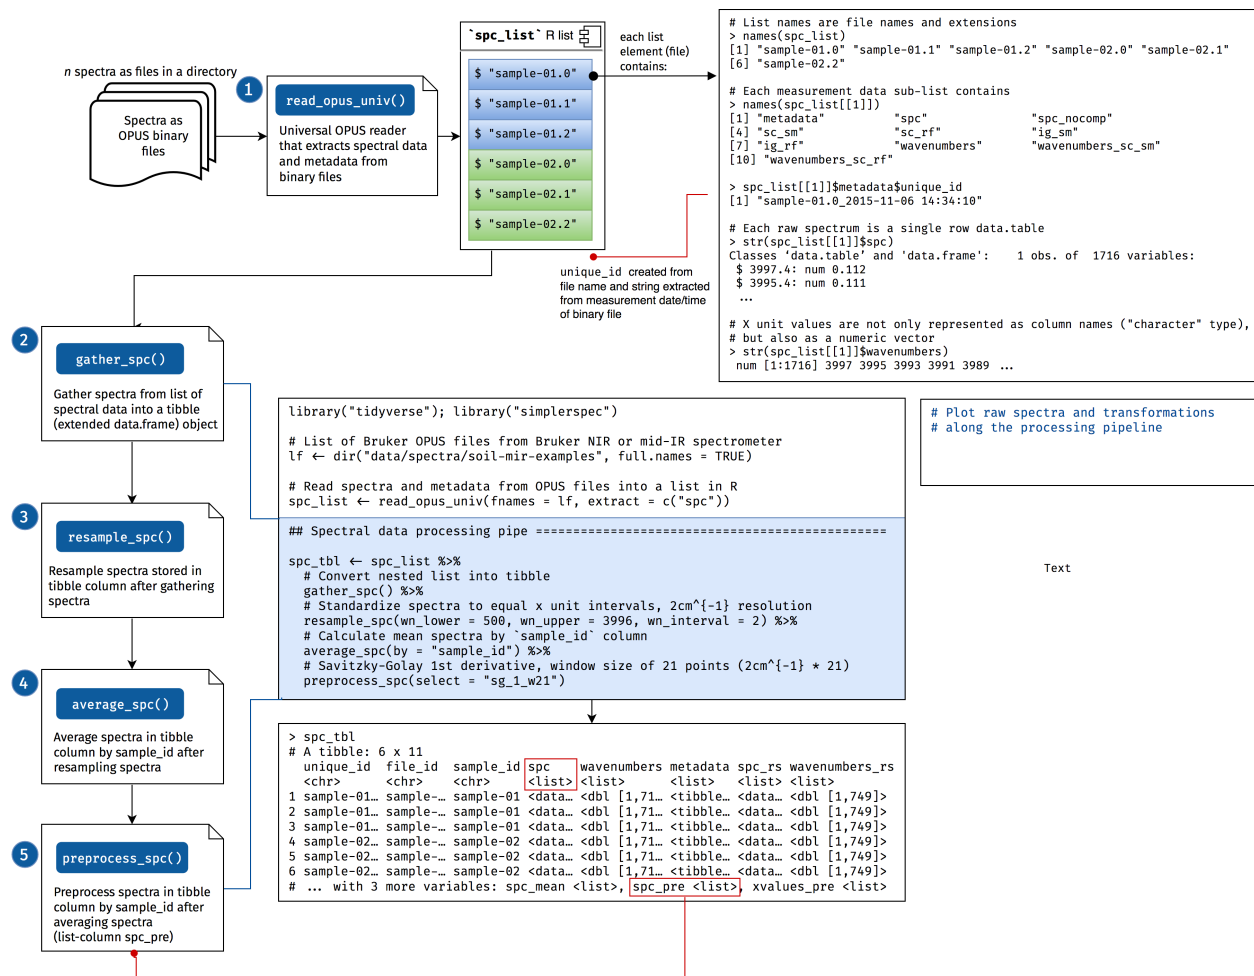 n spectra as files in a directory
Spectra as
OPUS binary
files
1
read_opus_univ()
Universal OPUS reader
that extracts spectral data
and metadata from
binary files
`spc_list` R list
$ "sample-01.0"
$ "sample-01.1"
$ "sample-01.2"
$ "sample-02.0"
$ "sample-02.1"
$ "sample-02.2"
each list
element (file)
contains:
# List names are file names and extensions
> names(spc_list)
[1] "sample-01.0" "sample-01.1" "sample-01.2" "sample-02.0" "sample-02.1"
[6] "sample-02.2"
# Each measurement data sub-list contains
> names(spc_list[[1]])
[1] "metadata" "spc" "spc_nocomp"
[4] "sc_sm" "sc_rf" "ig_sm"
[7] "ig_rf" "wavenumbers" "wavenumbers_sc_sm"
[10] "wavenumbers_sc_rf"
> spc_list[[1]]$metadata$unique_id
[1] "sample-01.0_2015-11-06 14:34:10"
# Each raw spectrum is a single row data.table
> str(spc_list[[1]]$spc)
Classes ‘data.table’ and 'data.frame': 1 obs. of 1716 variables:
$ 3997.4: num 0.112
$ 3995.4: num 0.111
...
# X unit values are not only represented as column names ("character" type),
# but also as a numeric vector
> str(spc_list[[1]]$wavenumbers)
num [1:1716] 3997 3995 3993 3991 3989 ...
unique_id created from
file name and string extracted
from measurement date/time
of binary file
2
gather_spc()
Gather spectra from list of
spectral data into a tibble
(extended data.frame) object
3
resample_spc()
Resample spectra stored in
tibble column after gathering
spectra
4
average_spc()
Average spectra in tibble
column by sample_id after
resampling spectra
5
preprocess_spc()
Preprocess spectra in tibble
column by sample_id after
averaging spectra
(list-column spc_pre)
library("tidyverse"); library("simplerspec")
# List of Bruker OPUS files from Bruker NIR or mid-IR spectrometer
lf <- dir("data/spectra/soil-mir-examples", full.names = TRUE)
# Read spectra and metadata from OPUS files into a list in R
spc_list <- read_opus_univ(fnames = lf, extract = c("spc"))
## Spectral data processing pipe ===============================================
spc_tbl <- spc_list %>%
# Convert nested list into tibble
gather_spc() %>%
# Standardize spectra to equal x unit intervals, 2cm^{-1} resolution
resample_spc(wn_lower = 500, wn_upper = 3996, wn_interval = 2) %>%
# Calculate mean spectra by `sample_id` column
average_spc(by = "sample_id") %>%
# Savitzky-Golay 1st derivative, window size of 21 points (2cm^{-1} * 21)
preprocess_spc(select = "sg_1_w21")
# Plot raw spectra and transformations
# along the processing pipeline
Text
> spc_tbl
# A tibble: 6 x 11
unique_id file_id sample_id spc wavenumbers metadata spc_rs wavenumbers_rs
<chr> <chr> <chr> <list> <list> <list> <list> <list>
1 sample-01… sample-… sample-01 <data… <dbl [1,71… <tibble… <data… <dbl [1,749]>
2 sample-01… sample-… sample-01 <data… <dbl [1,71… <tibble… <data… <dbl [1,749]>
3 sample-01… sample-… sample-01 <data… <dbl [1,71… <tibble… <data… <dbl [1,749]>
4 sample-02… sample-… sample-02 <data… <dbl [1,71… <tibble… <data… <dbl [1,749]>
5 sample-02… sample-… sample-02 <data… <dbl [1,71… <tibble… <data… <dbl [1,749]>
6 sample-02… sample-… sample-02 <data… <dbl [1,71… <tibble… <data… <dbl [1,749]>
# ... with 3 more variables: spc_mean <list>, spc_pre <list>, xvalues_pre <list>